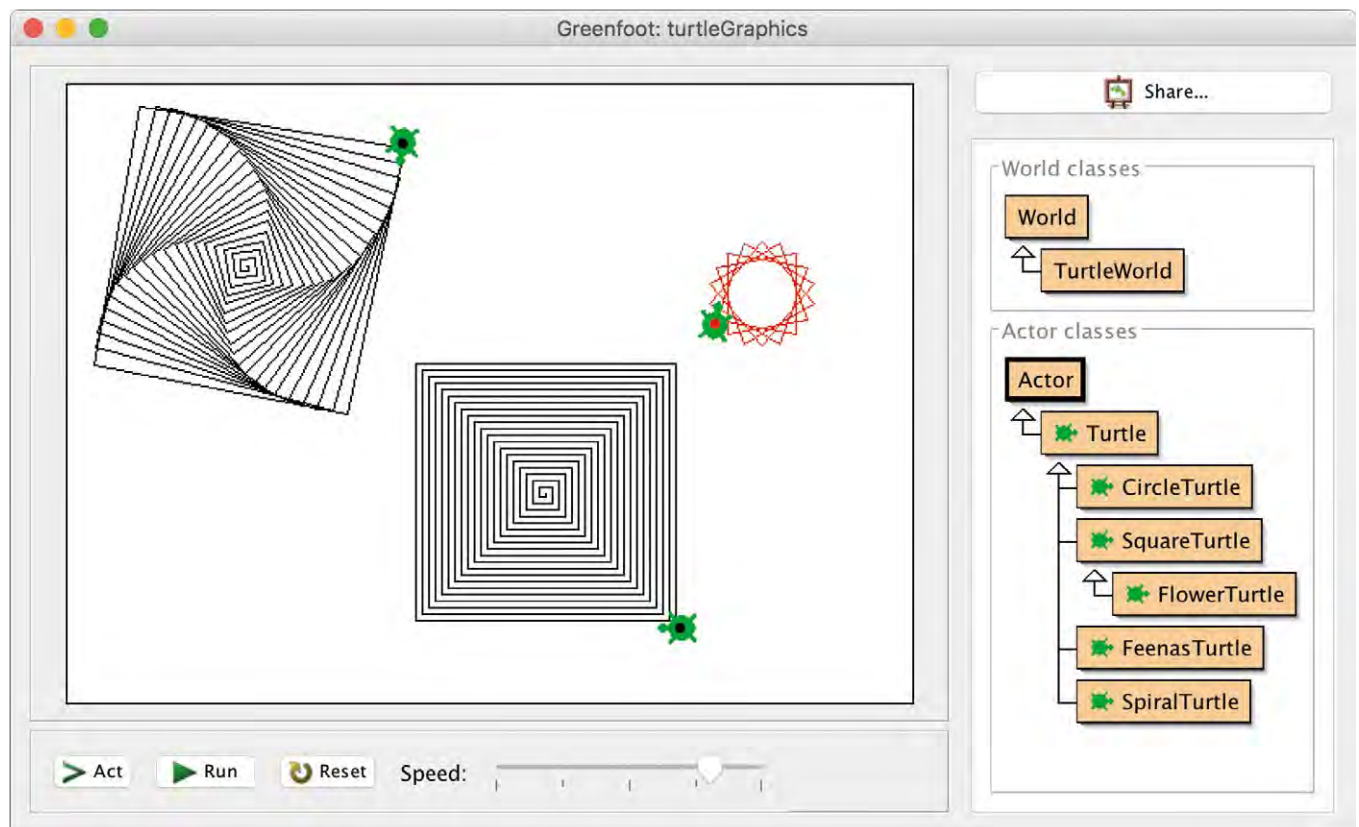 Greenfoot: turtleGraphics
Share...
World classes
World
TurtleWorld
Actor classes
Actor
Turtle
CircleTurtle
SquareTurtle
FlowerTurtle
FeenasTurtle
SpiralTurtle
Act
Run
Reset
Speed: